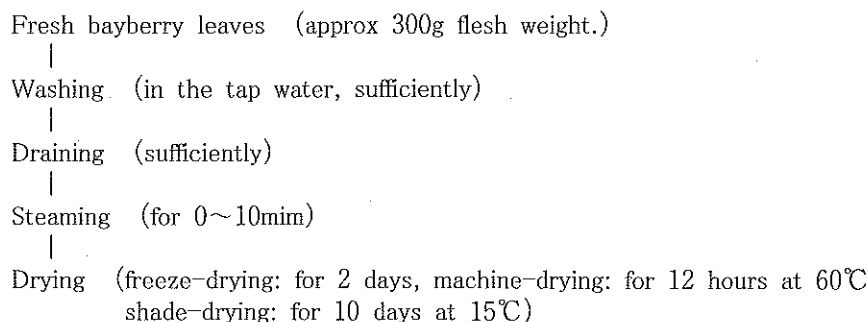 Fresh bayberry leaves (approx 300g flesh weight.)
Washing (in the tap water, sufficiently)
Draining (sufficiently)
Steaming (for 0～10mim)
Drying (freeze-drying: for 2 days, machine-drying: for 12 hours at 60℃
shade-drying: for 10 days at 15℃)